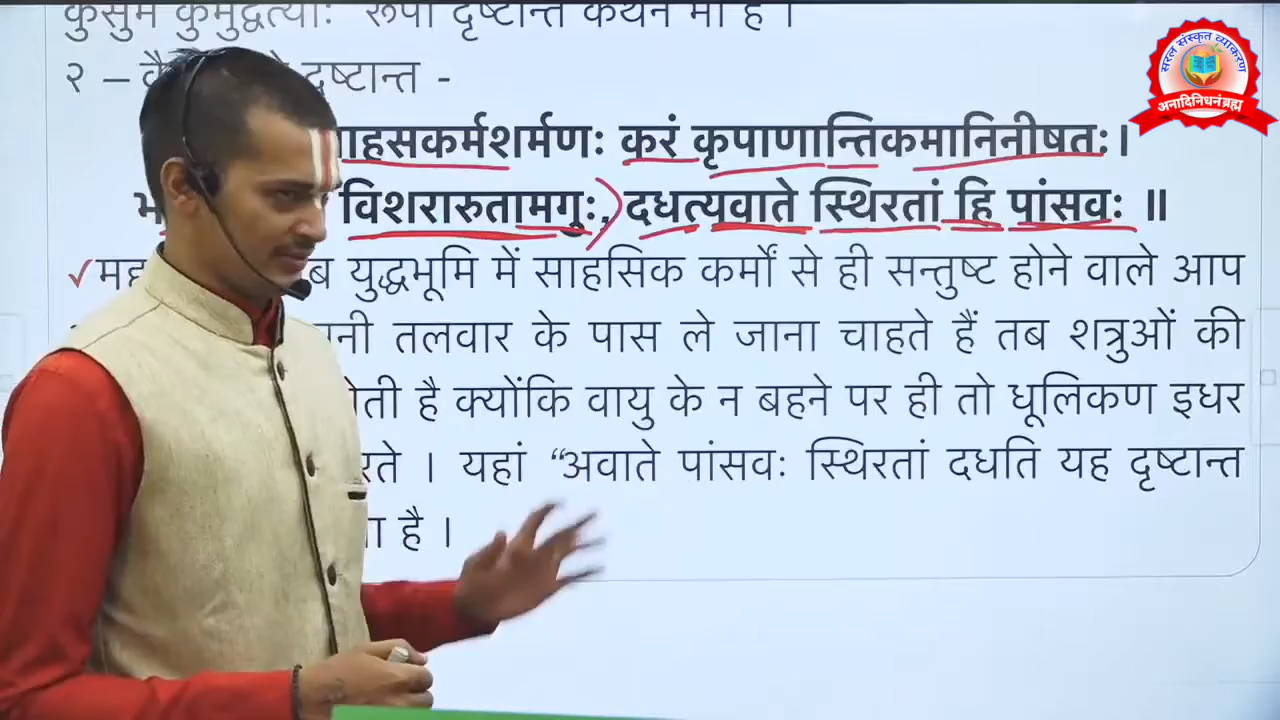 कुसुम कुमुद्वत्याः" रूपी दृष्टान्त कथन भी है ।
२ – दृष्टान्त -
साहसकर्मशर्मणः करं कृपाणान्तिकमानिनीषतः।
विशरारुतामगुः, दधत्यवाते स्थिरतां हि पांसवः ॥
युद्धभूमि में साहसिक कर्मों से ही सन्तुष्ट होने वाले आप
तलवार के पास ले जाना चाहते हैं तब शत्रुओं की
है क्योंकि वायु के न बहने पर ही तो धूलिकण इधर
। यहां “अवाते पांसवः स्थिरतां दधति यह दृष्टान्त
है ।
सरल संस्कृत व्याकरण
अनादिनिधनं ब्रह्म